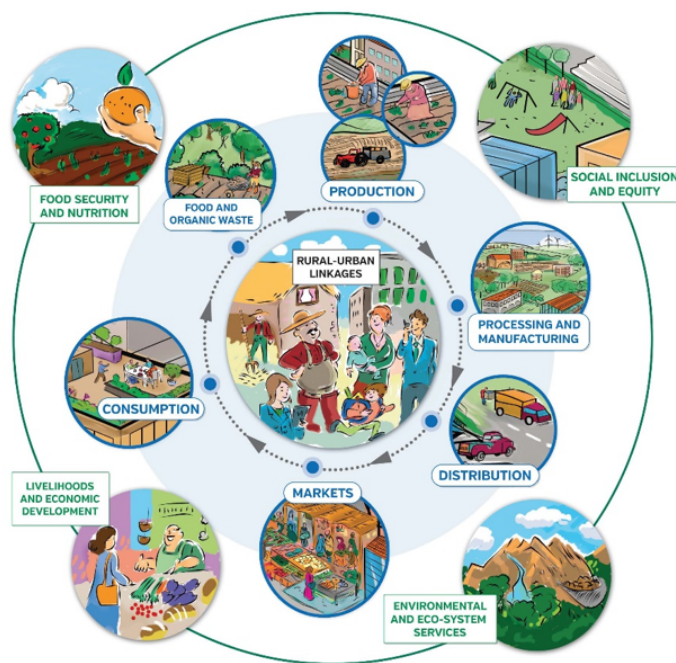 PRODUCTION
FOOD SECURITY
AND NUTRITION
FOOD AND
ORGANIC WASTE
SOCIAL INCLUSION
AND EQUITY
RURAL-URBAN
LINKAGES
PROCESSING AND
MANUFACTURING
CONSUMPTION
DISTRIBUTION
LIVELIHOODS
AND ECONOMIC
DEVELOPMENT
MARKETS
ENVIRONMENTAL
AND ECO-SYSTEM
SERVICES